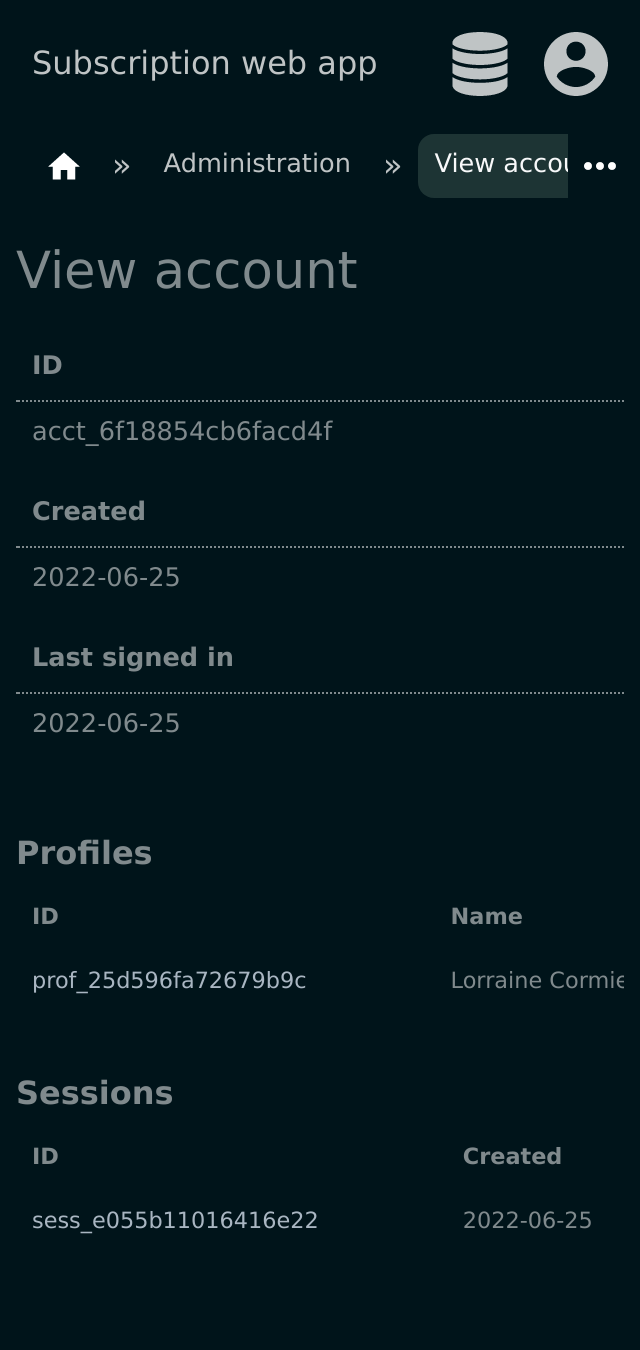 Subscription web app
» Administration » View accou
View account
ID
acct_6f18854cb6facd4f
Created
2022-06-25
Last signed in
2022-06-25
Profiles
ID Name
prof_25d596fa72679b9c Lorraine Cormie
Sessions
ID Created
sess_e055b11016416e22 2022-06-25